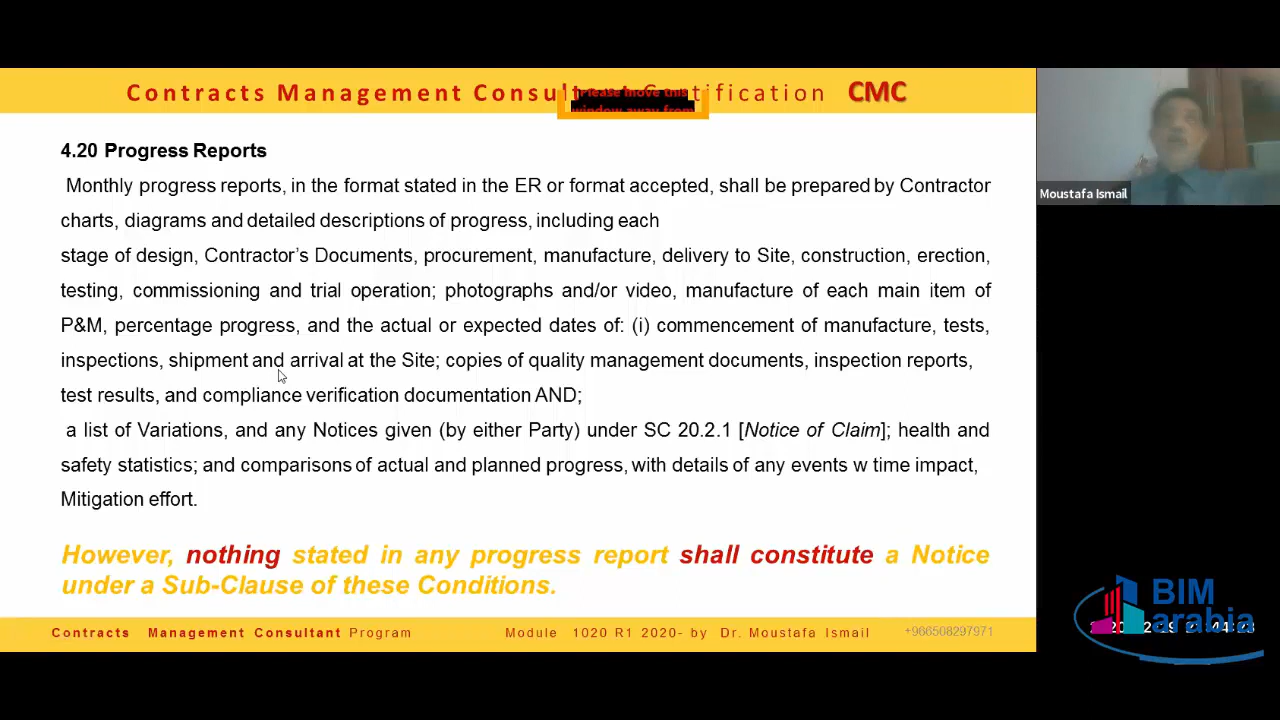 Contracts Management Consul tification CMC
Please move this
window away from
4.20 Progress Reports
Monthly progress reports, in the format stated in the ER or format accepted, shall be prepared by Contractor
charts, diagrams and detailed descriptions of progress, including each
stage of design, Contractor's Documents, procurement, manufacture, delivery to Site, construction, erection,
testing, commissioning and trial operation; photographs and/or video, manufacture of each main item of
P&M, percentage progress, and the actual or expected dates of: (i) commencement of manufacture, tests,
inspections, shipment and arrival at the Site; copies of quality management documents, inspection reports,
test results, and compliance verification documentation AND;
a list of Variations, and any Notices given (by either Party) under SC 20.2.1 [Notice of Claim]; health and
safety statistics; and comparisons of actual and planned progress, with details of any events w time impact,
Mitigation effort.
However, nothing stated in any progress report shall constitute a Notice
under a Sub-Clause of these Conditions.
Contracts Management Consultant Program
Module 1020 R1 2020- by Dr. Moustafa Ismail
+966508297971
Moustafa Ismail
BIM
arabia